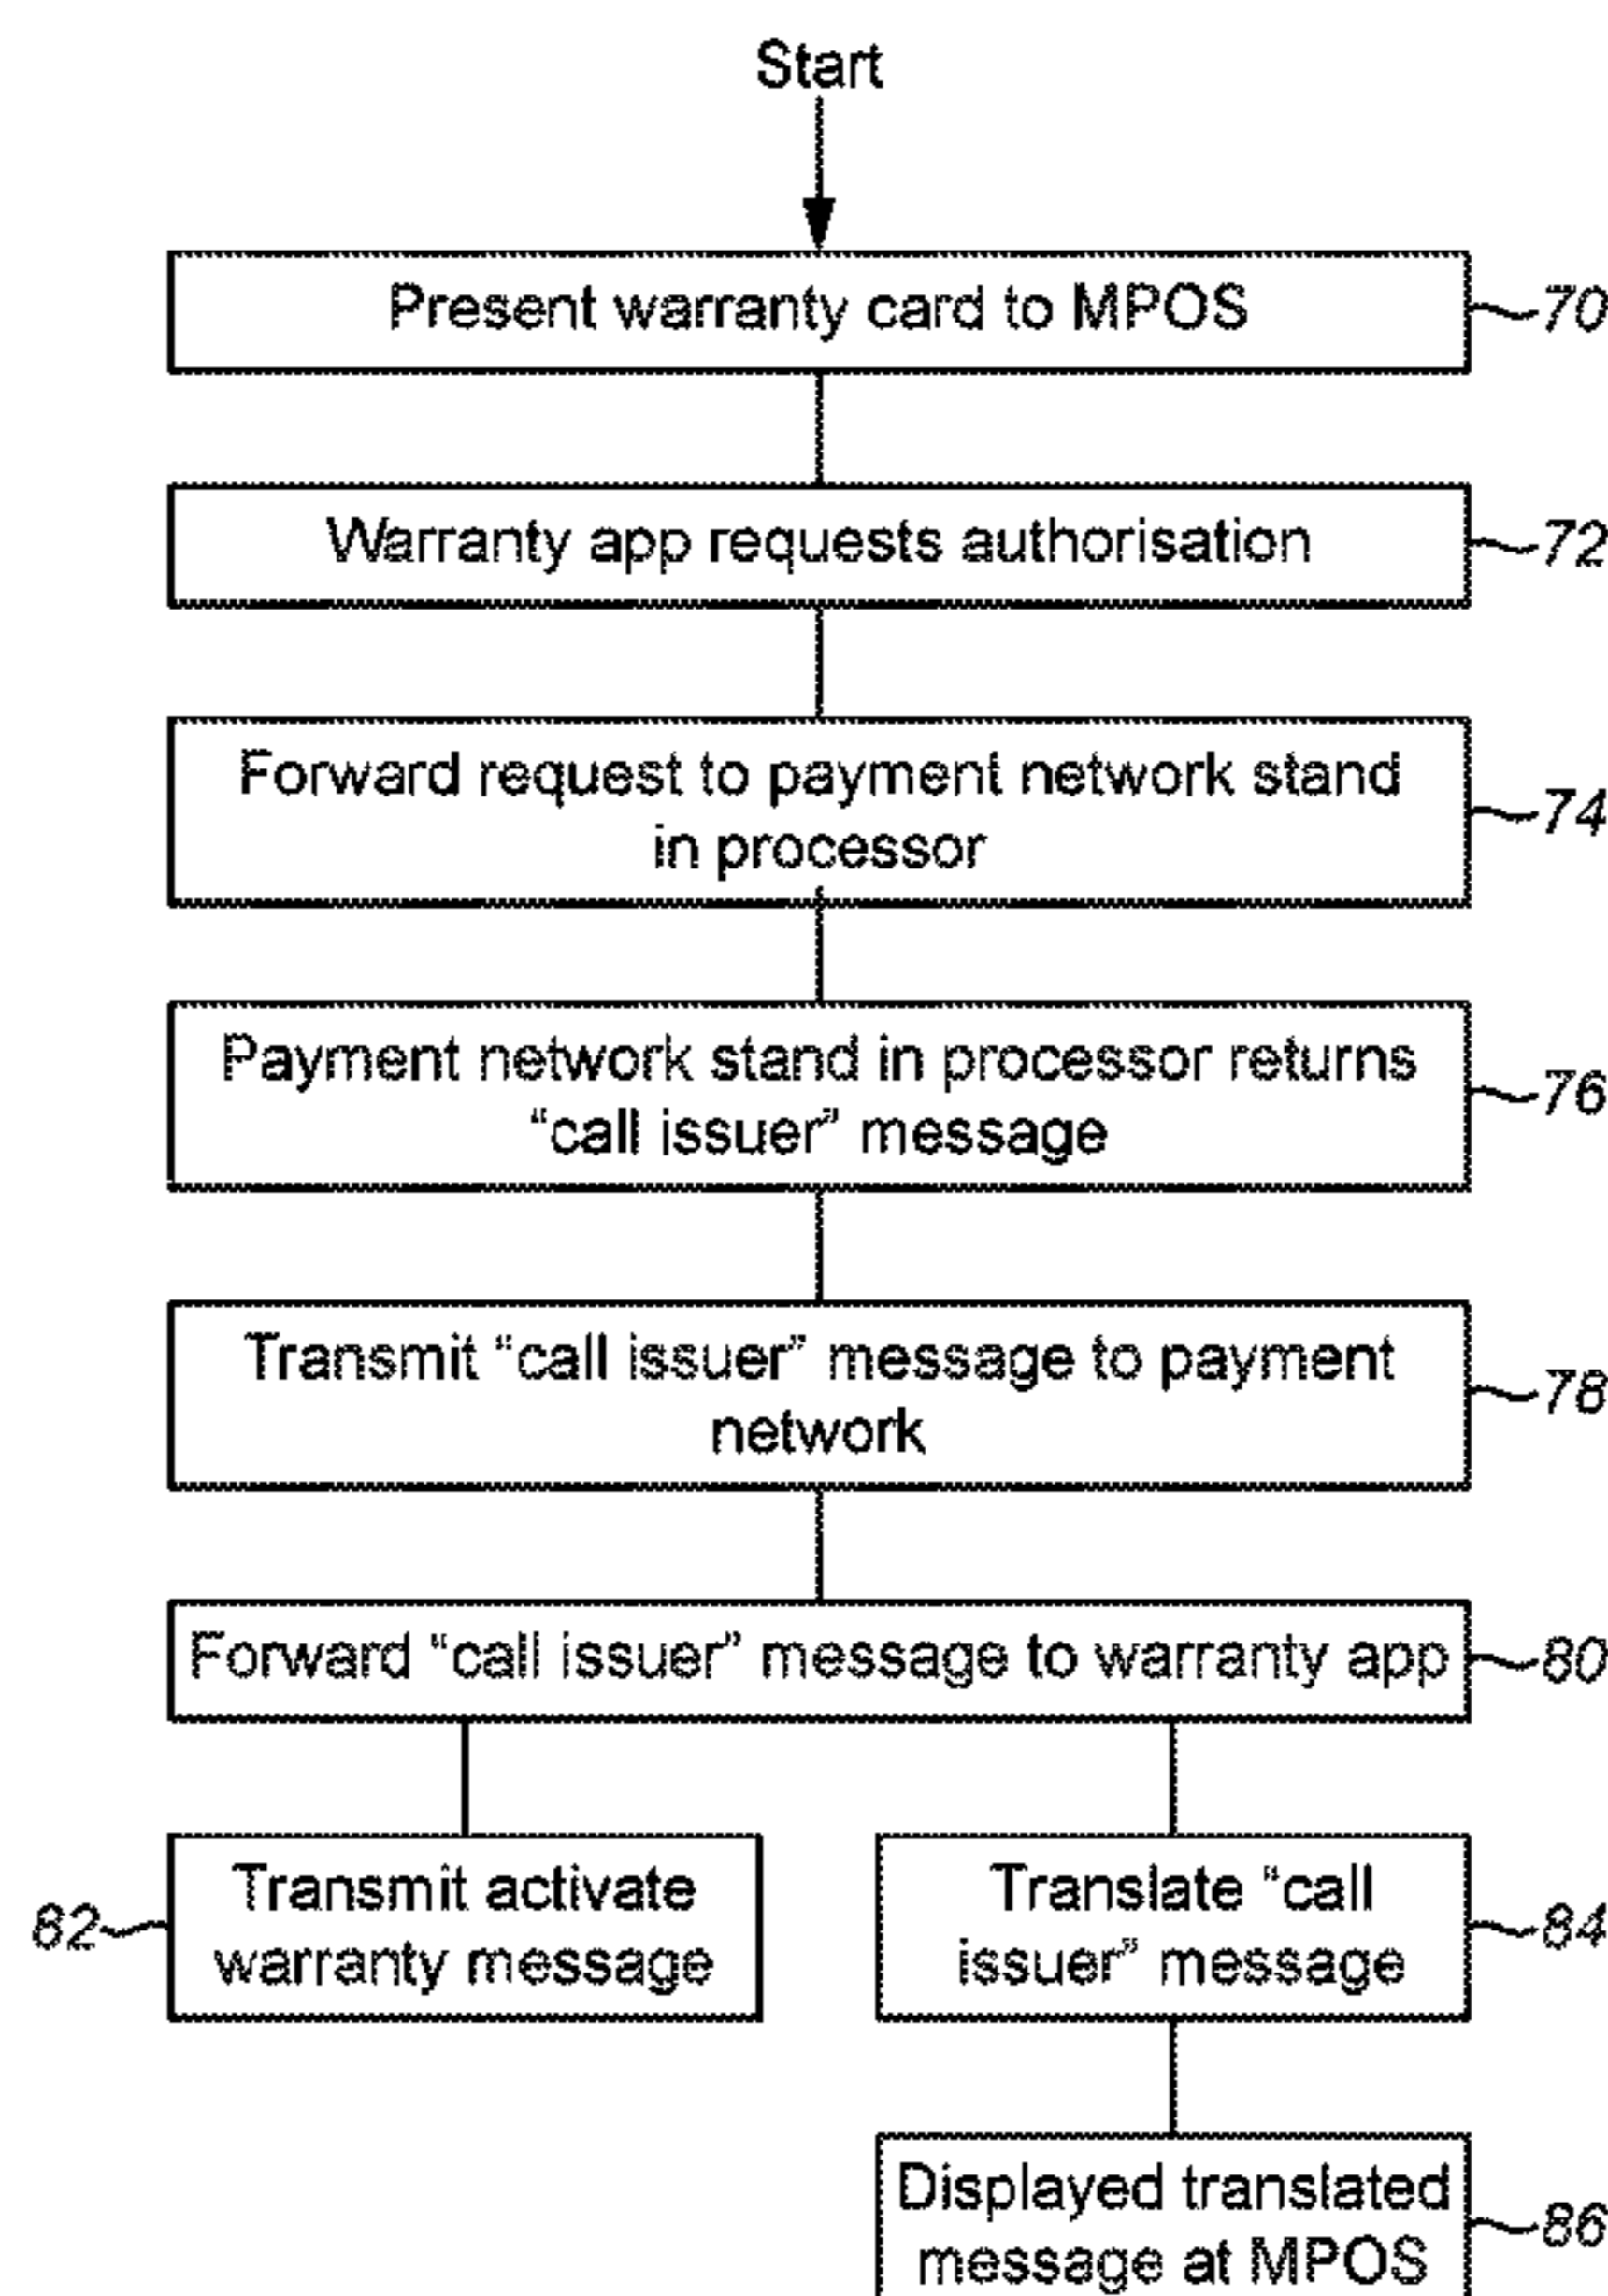 Start
Present warranty card to MPOS
70
Warranty app requests authorisation
72
Forward request to payment network stand
in processor
74
Payment network stand in processor returns
“call issuer” message
76
Transmit “call issuer” message to payment
network
78
Forward “call issuer” message to warranty app
80
82
Transmit activate
warranty message
Translate “call
issuer” message
84
Displayed translated
message at MPOS
86